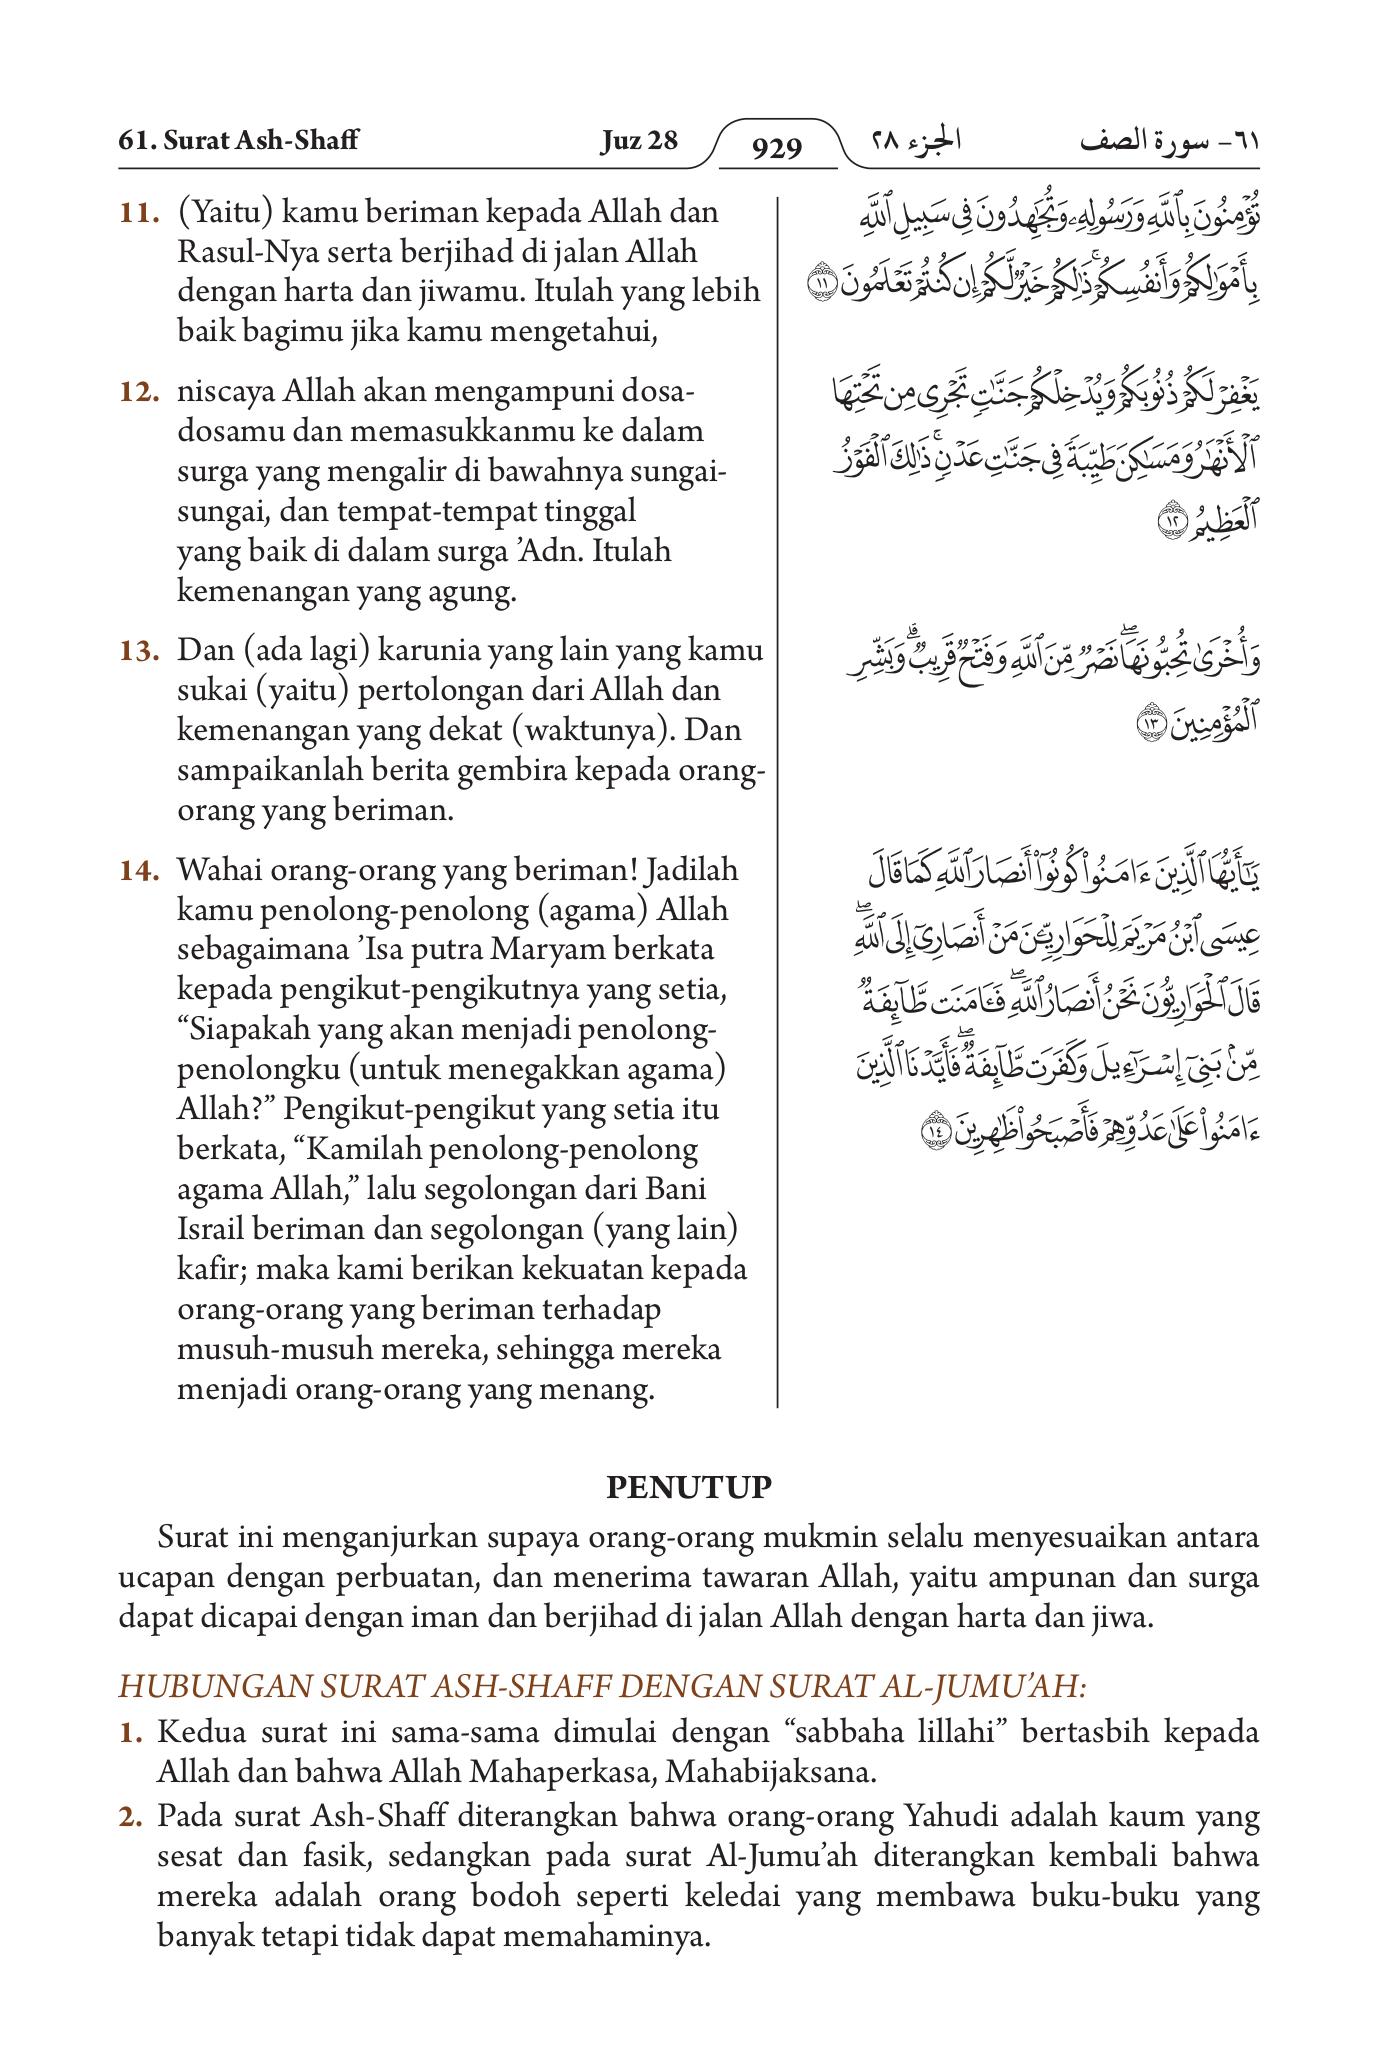 61. Surat Ash-Shaff
Juz 28
929
الجزء ٢٨
٦١- سورة الصف
11. (Yaitu) kamu beriman kepada Allah dan
Rasul-Nya serta berjihad di jalan Allah
dengan harta dan jiwamu. Itulah yang lebih
baik bagimu jika kamu mengetahui,
تُؤْمِنُونَ بِٱللَّهِ وَرَسُولِهِۦ وَتُجَٰهِدُونَ فِى سَبِيلِ ٱللَّهِ
بِأَمْوَٰلِكُمْ وَأَنفُسِكُمْ ۚ ذَٰلِكُمْ خَيْرٌ لَّكُمْ إِن كُنتُمْ تَعْلَمُونَ ١١
12. niscaya Allah akan mengampuni dosa-
dosamu dan memasukkanmu ke dalam
surga yang mengalir di bawahnya sungai-
sungai, dan tempat-tempat tinggal
yang baik di dalam surga ’Adn. Itulah
kemenangan yang agung.
يَغْفِرْ لَكُمْ ذُنُوبَكُمْ وَيُدْخِلْكُمْ جَنَّٰتٍ تَجْرِى مِن تَحْتِهَا
ٱلْأَنْهَٰرُ وَمَسَٰكِنَ طَيِّبَةً فِى جَنَّٰتِ عَدْنٍ ۚ ذَٰلِكَ ٱلْفَوْزُ
ٱلْعَظِيمُ ١٢
13. Dan (ada lagi) karunia yang lain yang kamu
sukai (yaitu) pertolongan dari Allah dan
kemenangan yang dekat (waktunya). Dan
sampaikanlah berita gembira kepada orang-
orang yang beriman.
وَأُخْرَىٰ تُحِبُّونَهَا ۖ نَصْرٌ مِّنَ ٱللَّهِ وَفَتْحٌ قَرِيبٌ ۗ وَبَشِّرِ
ٱلْمُؤْمِنِينَ ١٣
14. Wahai orang-orang yang beriman! Jadilah
kamu penolong-penolong (agama) Allah
sebagaimana ’Isa putra Maryam berkata
kepada pengikut-pengikutnya yang setia,
“Siapakah yang akan menjadi penolong-
penolongku (untuk menegakkan agama)
Allah?” Pengikut-pengikut yang setia itu
berkata, “Kamilah penolong-penolong
agama Allah,” lalu segolongan dari Bani
Israil beriman dan segolongan (yang lain)
kafir; maka kami berikan kekuatan kepada
orang-orang yang beriman terhadap
musuh-musuh mereka, sehingga mereka
menjadi orang-orang yang menang.
يَٰٓأَيُّهَا ٱلَّذِينَ ءَامَنُوا۟ كُونُوٓا۟ أَنصَارَ ٱللَّهِ كَمَا قَالَ
عِيسَى ٱبْنُ مَرْيَمَ لِلْحَوَارِيِّۦنَ مَنْ أَنصَارِىٓ إِلَى ٱللَّهِ ۖ
قَالَ ٱلْحَوَارِيُّونَ نَحْنُ أَنصَارُ ٱللَّهِ ۖ فَـَٔامَنَت طَّآئِفَةٌ
مِّنۢ بَنِىٓ إِسْرَٰٓءِيلَ وَكَفَرَت طَّآئِفَةٌ ۖ فَأَيَّدْنَا ٱلَّذِينَ
ءَامَنُوا۟ عَلَىٰ عَدُوِّهِمْ فَأَصْبَحُوا۟ ظَٰهِرِينَ ١٤
PENUTUP
Surat ini menganjurkan supaya orang-orang mukmin selalu menyesuaikan antara
ucapan dengan perbuatan, dan menerima tawaran Allah, yaitu ampunan dan surga
dapat dicapai dengan iman dan berjihad di jalan Allah dengan harta dan jiwa.
HUBUNGAN SURAT ASH-SHAFF DENGAN SURAT AL-JUMU’AH:
1. Kedua surat ini sama-sama dimulai dengan “sabbaha lillahi” bertasbih kepada
Allah dan bahwa Allah Mahaperkasa, Mahabijaksana.
2. Pada surat Ash-Shaff diterangkan bahwa orang-orang Yahudi adalah kaum yang
sesat dan fasik, sedangkan pada surat Al-Jumu’ah diterangkan kembali bahwa
mereka adalah orang bodoh seperti keledai yang membawa buku-buku yang
banyak tetapi tidak dapat memahaminya.